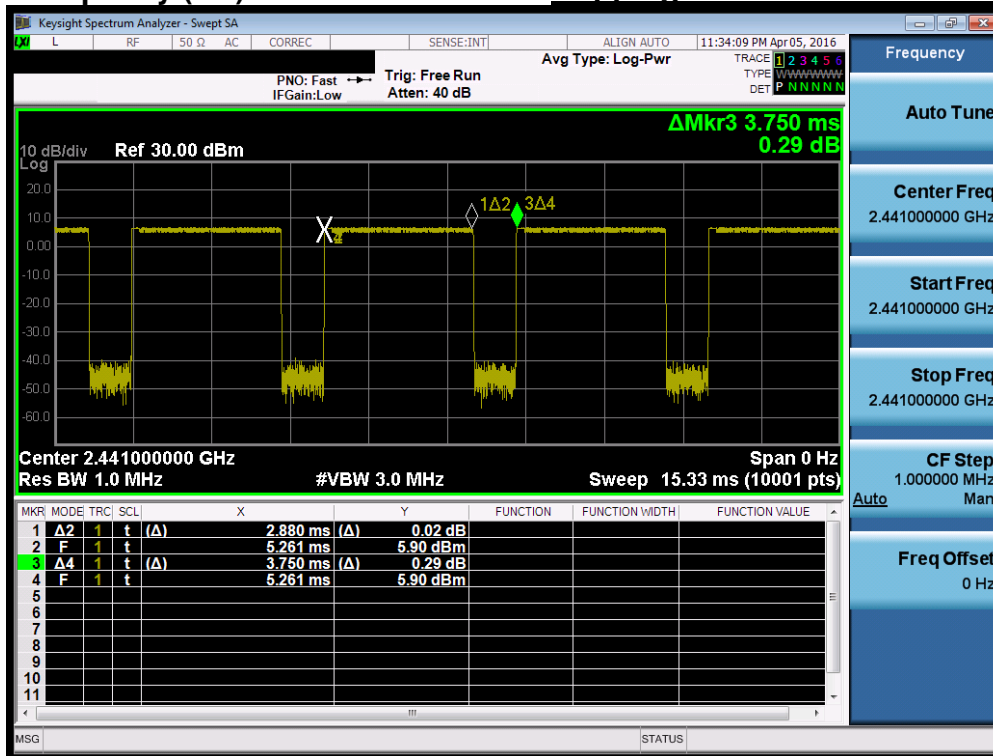 Keysight Spectrum Analyzer - Swept SA
LXI L RF 50 Ω AC CORREC SENSE:INT ALIGN AUTO 11:34:09 PM Apr 05, 2016
Avg Type: Log-Pwr
TRACE 1 2 3 4 5 6
TYPE WWWWWW
DET P N N N N N
PNO: Fast
IFGain:Low
Trig: Free Run
Atten: 40 dB
ΔMkr3 3.750 ms
0.29 dB
10 dB/div Ref 30.00 dBm
Log
20.0
10.0
0.00
-10.0
-20.0
-30.0
-40.0
-50.0
-60.0
1Δ2 3Δ4
X
Center 2.441000000 GHz Span 0 Hz
Res BW 1.0 MHz #VBW 3.0 MHz Sweep 15.33 ms (10001 pts)
MKR MODE TRC SCL X Y FUNCTION FUNCTION WIDTH FUNCTION VALUE
1 Δ2 1 t (Δ) 2.880 ms (Δ) 0.02 dB
2 F 1 t 5.261 ms 5.90 dBm
3 Δ4 1 t (Δ) 3.750 ms (Δ) 0.29 dB
4 F 1 t 5.261 ms 5.90 dBm
5
6
7
8
9
10
11
MSG STATUS
Frequency
Auto Tune
Center Freq
2.441000000 GHz
Start Freq
2.441000000 GHz
Stop Freq
2.441000000 GHz
CF Step
1.000000 MHz
Auto Man
Freq Offset
0 Hz